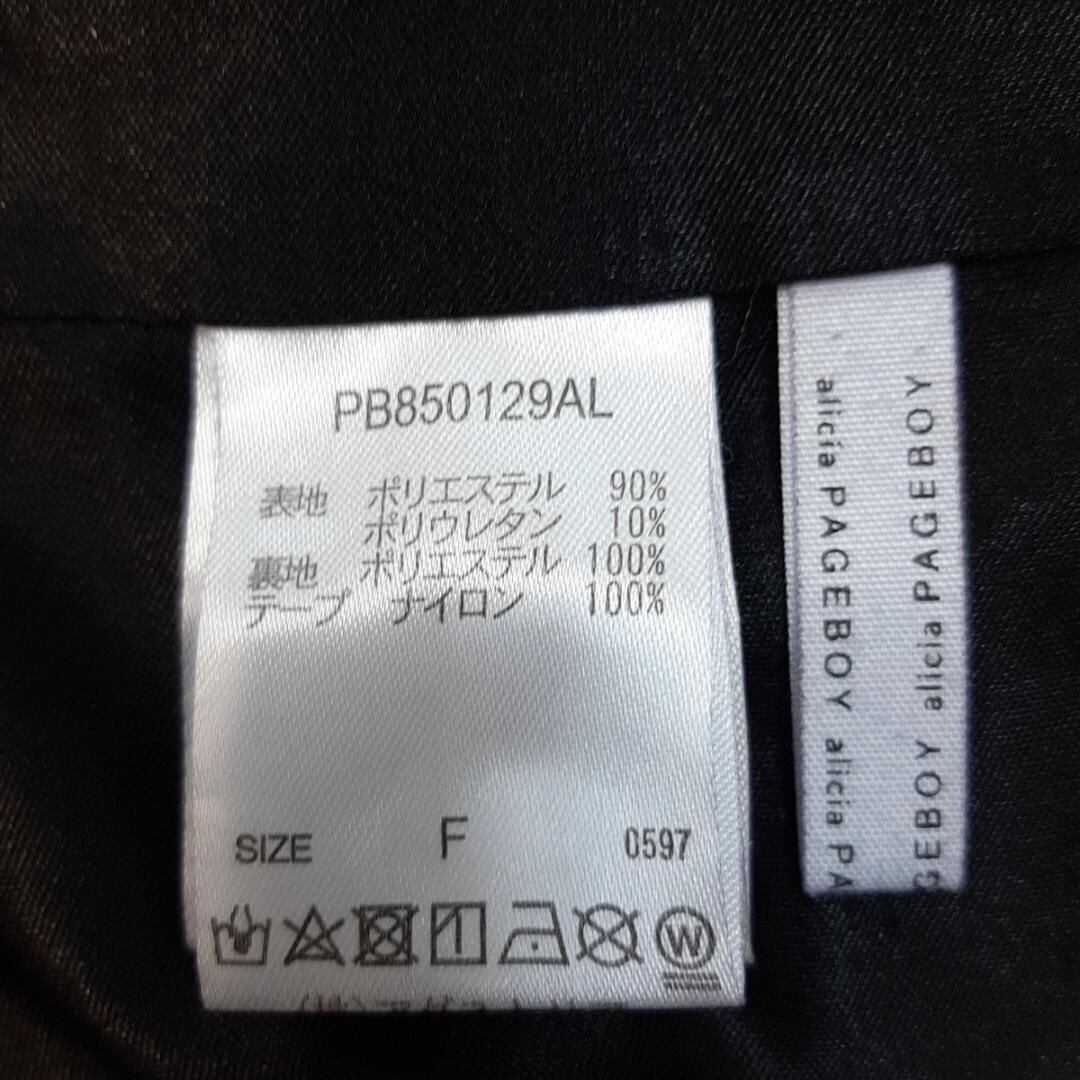 PB850129AL
表地 ポリエステル 90%
ポリウレタン 10%
裏地 ポリエステル 100%
テープ ナイロン 100%
SIZE F 0597
W
alicia PAGEBOY alicia PA
GEBOY alicia PAGEBOY